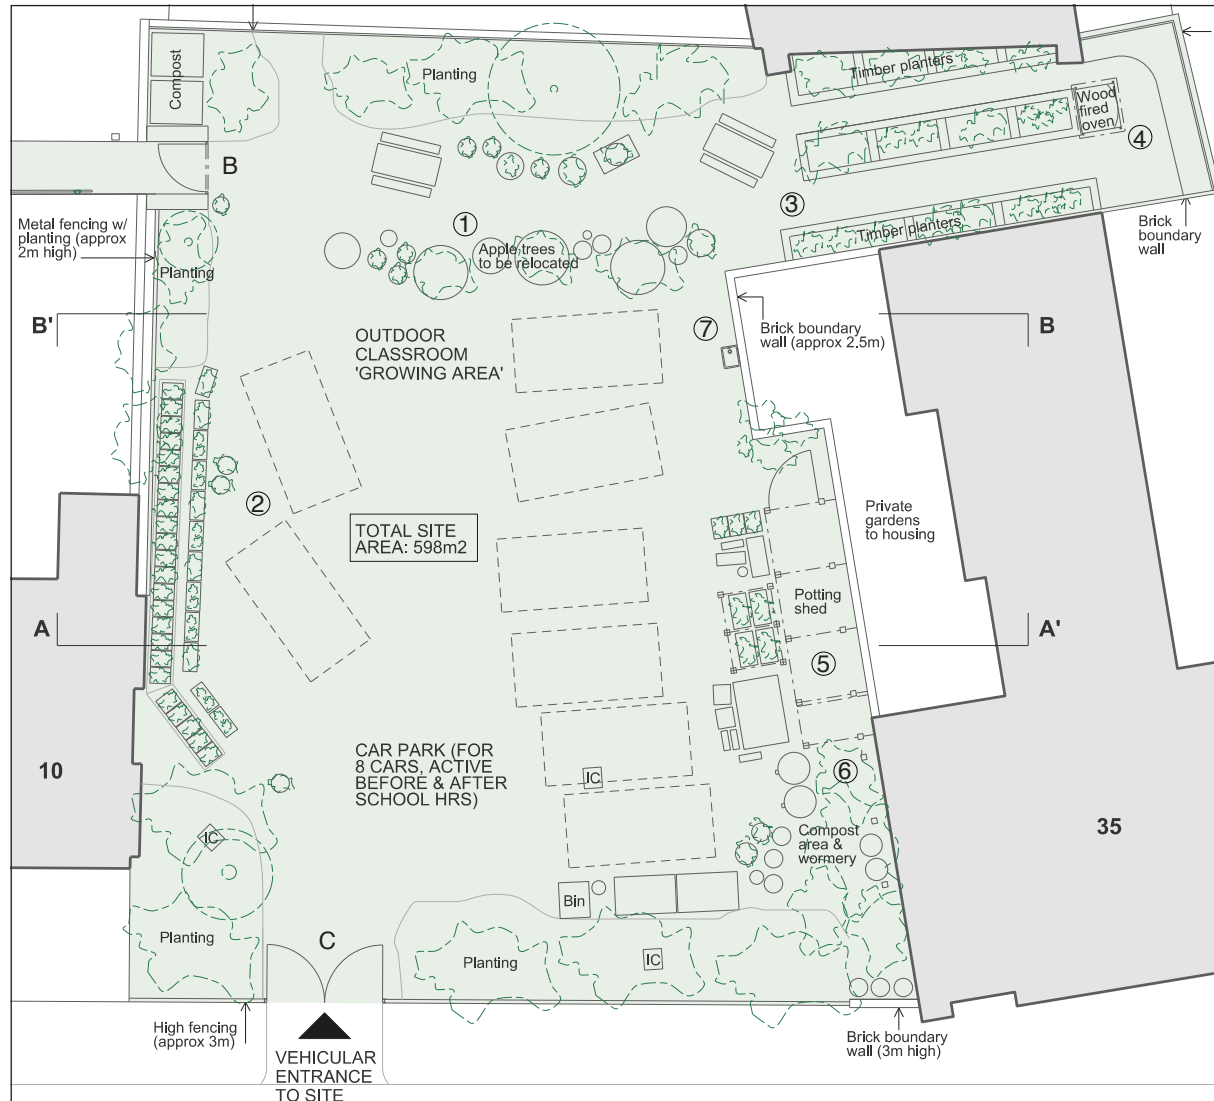 Compost
Planting
Timber planters
Wood
fired
oven
④
B
Metal fencing w/
planting (approx
2m high)
Planting
①
Apple trees
to be relocated
③
Timber planters
Brick
boundary
wall
B'
OUTDOOR
CLASSROOM
'GROWING AREA'
⑦
Brick boundary
wall (approx 2.5m)
B
②
TOTAL SITE
AREA: 598m2
Private
gardens
to housing
A
Potting
shed
⑤
A'
10
CAR PARK (FOR
8 CARS, ACTIVE
BEFORE & AFTER
SCHOOL HRS)
IC
⑥
IC
Compost
area &
wormery
35
Bin
Planting
C
Planting
IC
High fencing
(approx 3m)
VEHICULAR
ENTRANCE
TO SITE
Brick boundary
wall (3m high)